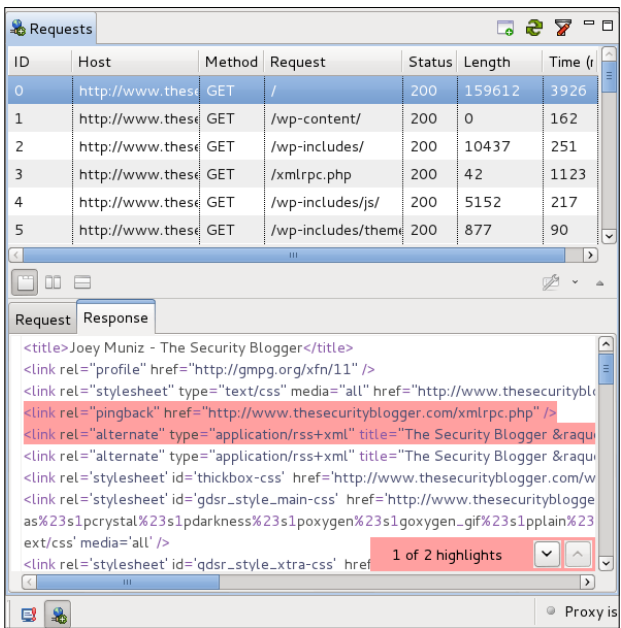 Requests
ID Host Method Request Status Length Time (r
0 http://www.these GET / 200 159612 3926
1 http://www.these GET /wp-content/ 200 0 162
2 http://www.these GET /wp-includes/ 200 10437 251
3 http://www.these GET /xmlrpc.php 200 42 1123
4 http://www.these GET /wp-includes/js/ 200 5152 217
5 http://www.these GET /wp-includes/theme 200 877 90
Request Response
<title>Joey Muniz - The Security Blogger</title>
<link rel="profile" href="http://gmpg.org/xfn/11" />
<link rel="stylesheet" type="text/css" media="all" href="http://www.thesecurityblo
<link rel="pingback" href="http://www.thesecurityblogger.com/xmlrpc.php" />
<link rel="alternate" type="application/rss+xml" title="The Security Blogger &raqu
<link rel="alternate" type="application/rss+xml" title="The Security Blogger &raqu
<link rel='stylesheet' id='thickbox-css' href='http://www.thesecurityblogger.com/w
<link rel='stylesheet' id='gdsr_style_main-css' href='http://www.thesecurityblogge
as%23s1pcrystal%23s1pdarkness%23s1poxygen%23s1goxygen_gif%23s1pplain%23
ext/css' media='all' />
<link rel='stylesheet' id='gdsr_style_xtra-css' href
1 of 2 highlights
Proxy is